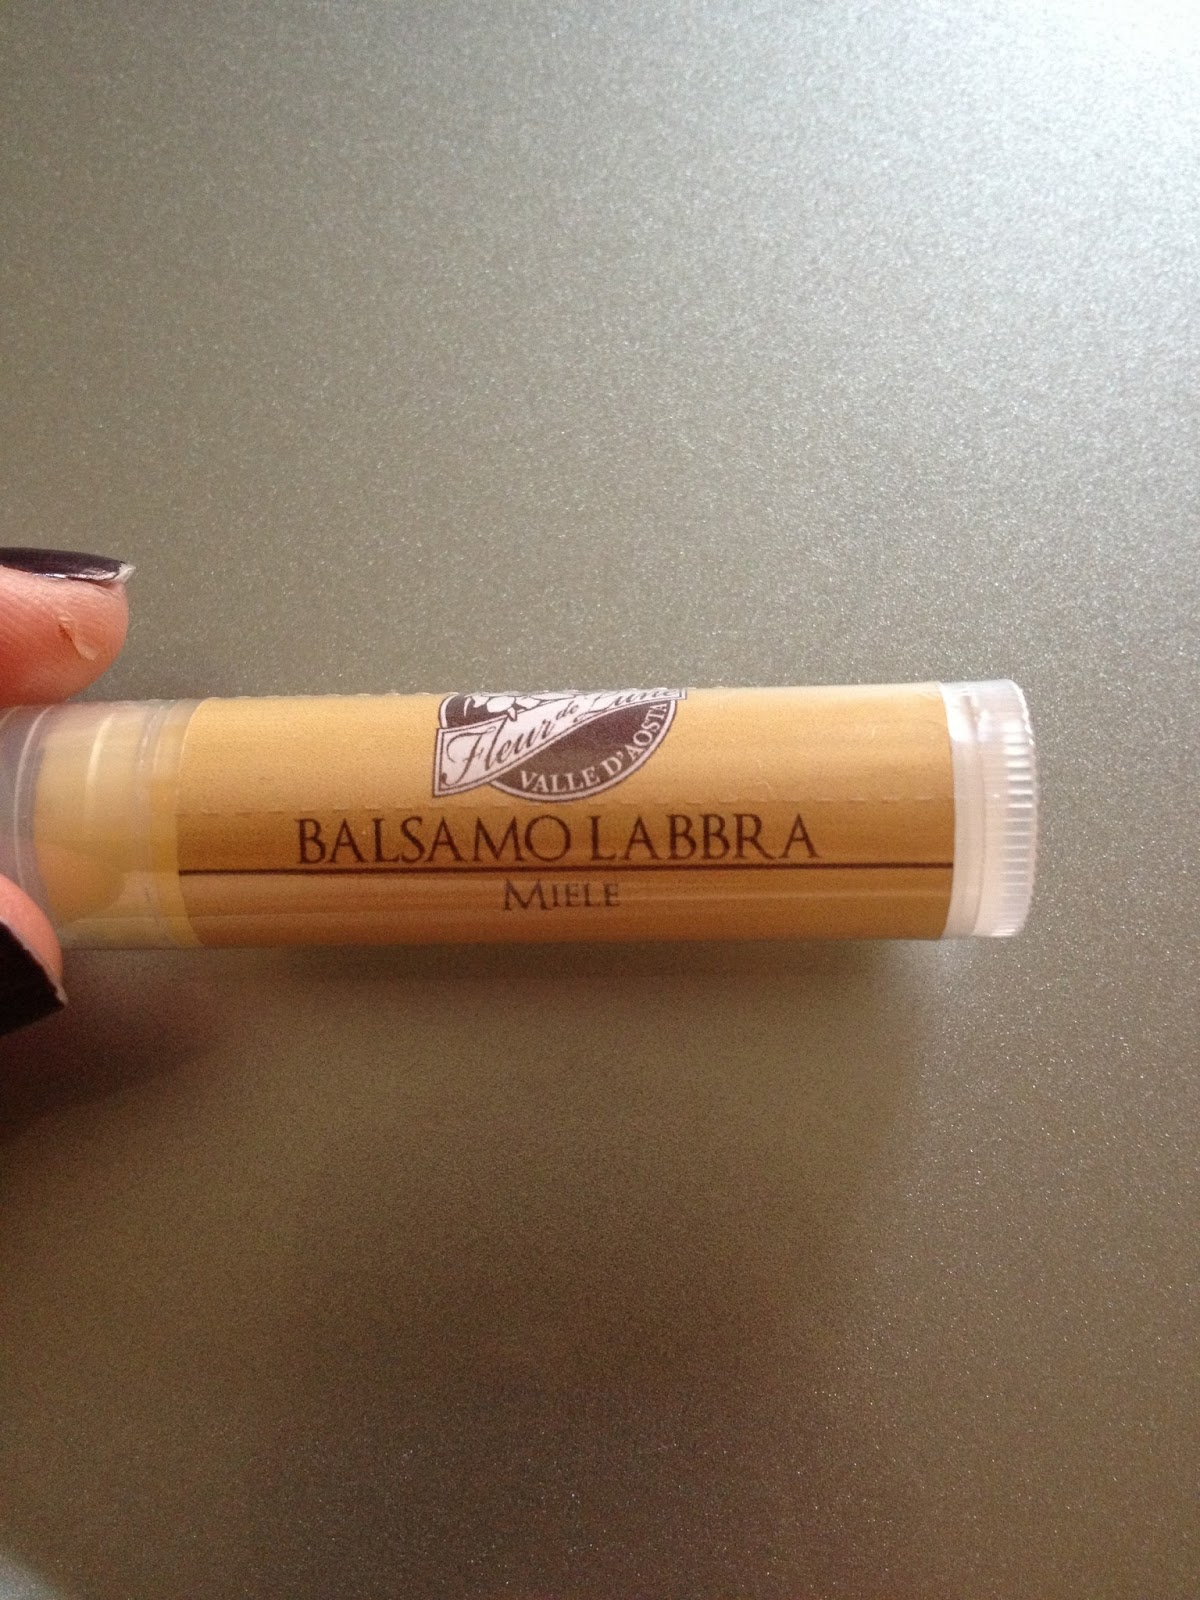 Fleur de Lune
VALLE D'AOSTA
BALSAMO LABBRA
MIELE